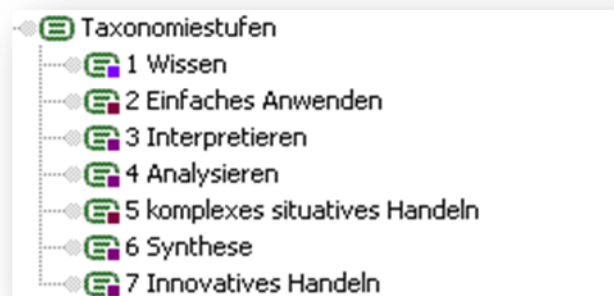 Taxonomiestufen
1 Wissen
2 Einfaches Anwenden
3 Interpretieren
4 Analysieren
5 komplexes situatives Handeln
6 Synthese
7 Innovatives Handeln